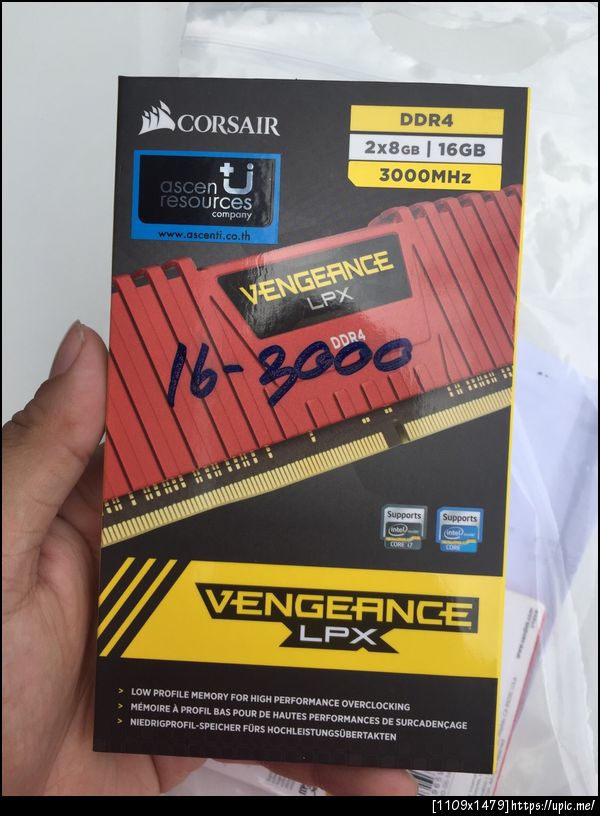 CORSAIR
DDR4
2x8GB | 16GB
3000MHz
ascenti
resources
company
www.ascenti.co.th
VENGEANCE
LPX
DDR4
16-3000
Supports
Supports
intel
intel
CORE i7
CORE
VENGEANCE
LPX
> LOW PROFILE MEMORY FOR HIGH PERFORMANCE OVERCLOCKING
> MÉMOIRE À PROFIL BAS POUR DE HAUTES PERFORMANCES DE SURCADENÇAGE
> NIEDRIGPROFIL-SPEICHER FÜRS HOCHLEISTUNGSÜBERTAKTEN
[1109x1479]https://upic.me/